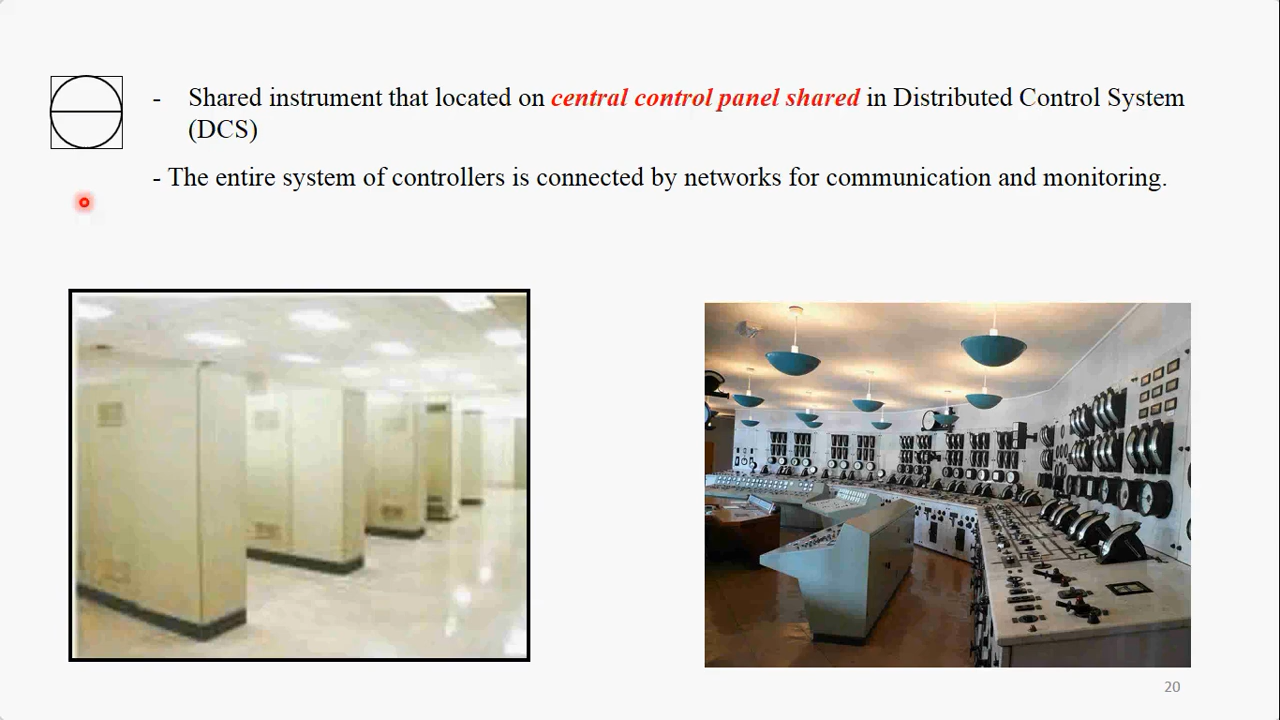 - Shared instrument that located on central control panel shared in Distributed Control System
(DCS)
- The entire system of controllers is connected by networks for communication and monitoring.
20